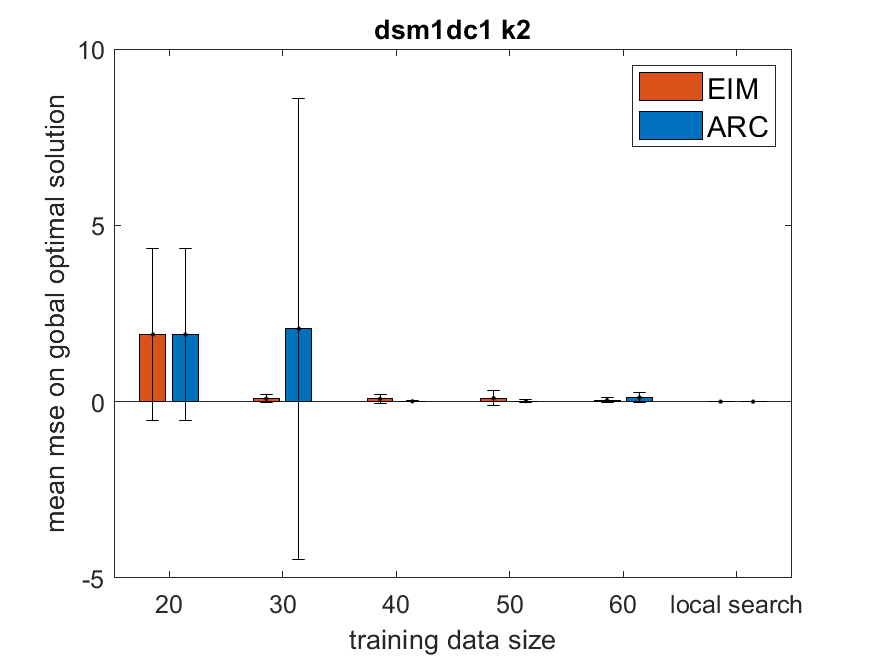 dsm1dc1 k2
EIM
ARC
mean mse on gobal optimal solution
10
5
0
-5
20
30
40
50
60
local search
training data size